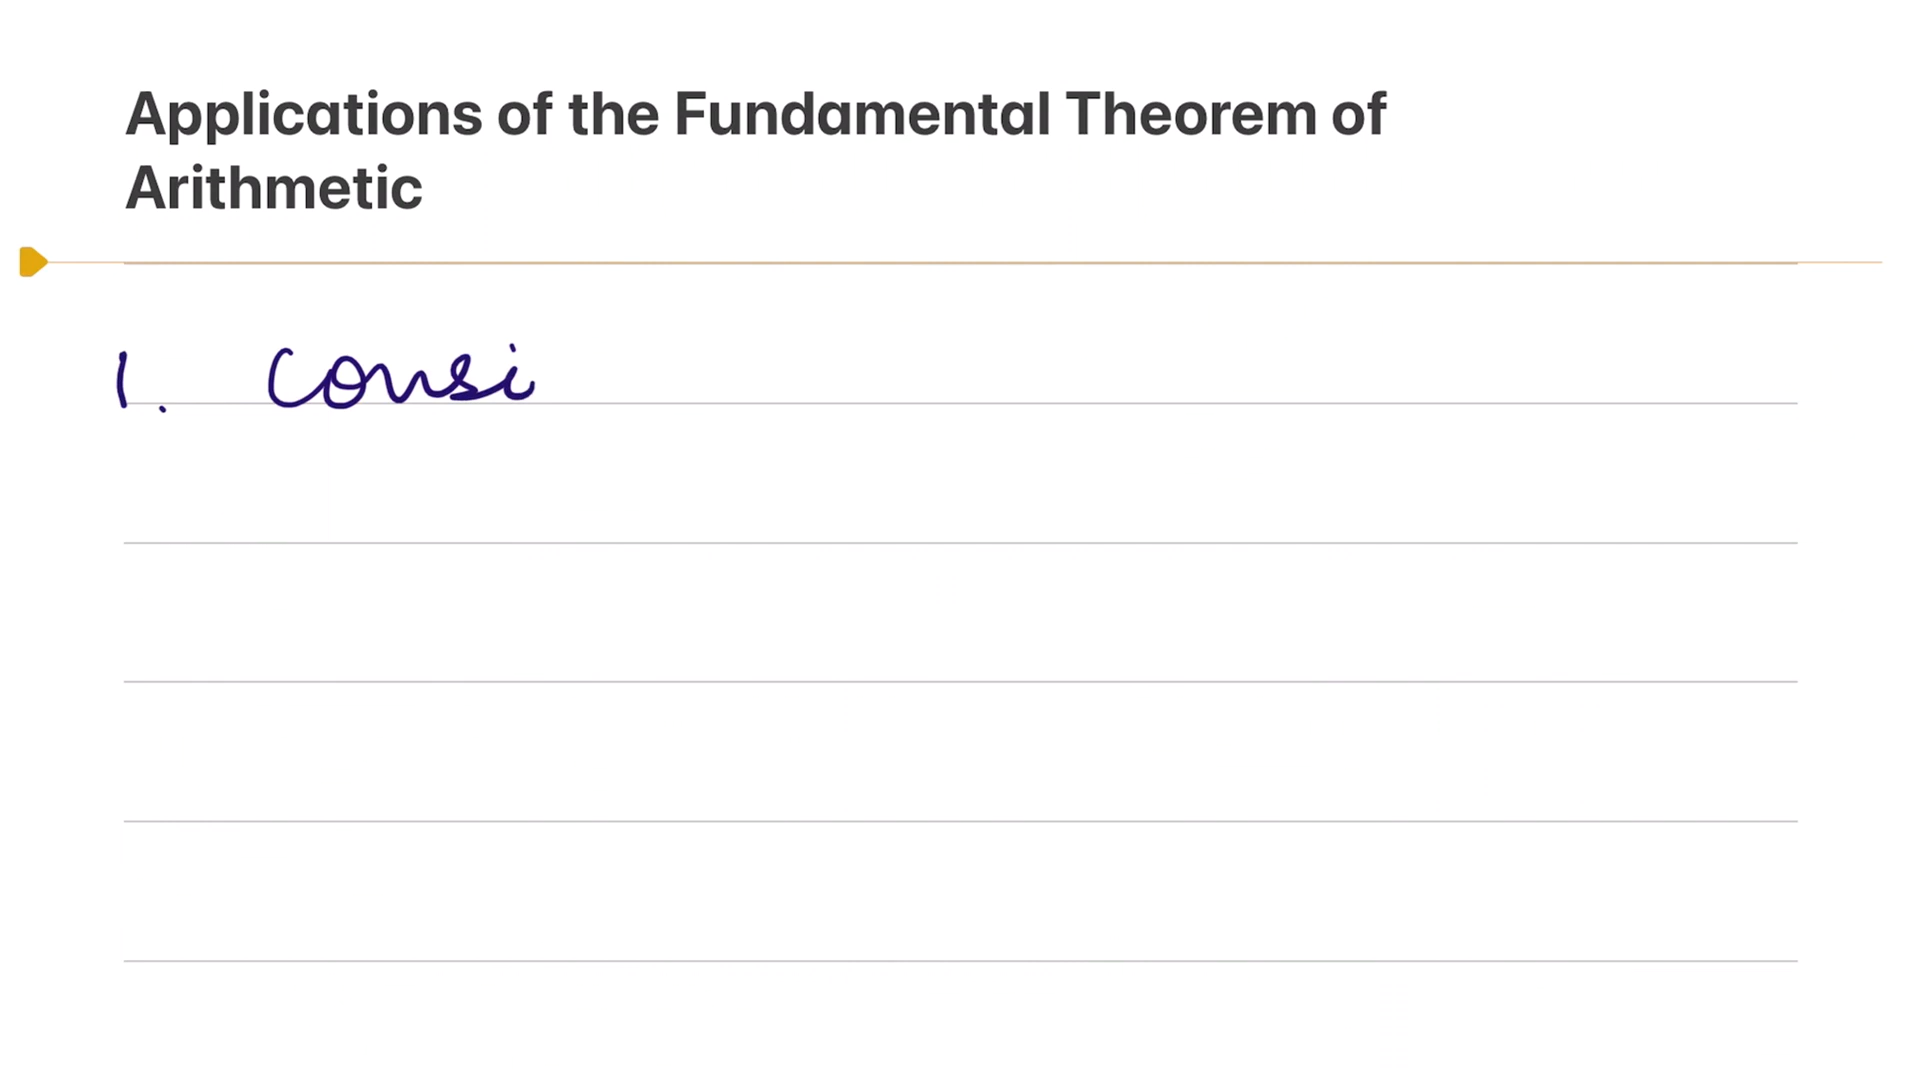 Applications of the Fundamental Theorem of
Arithmetic
1. Consi